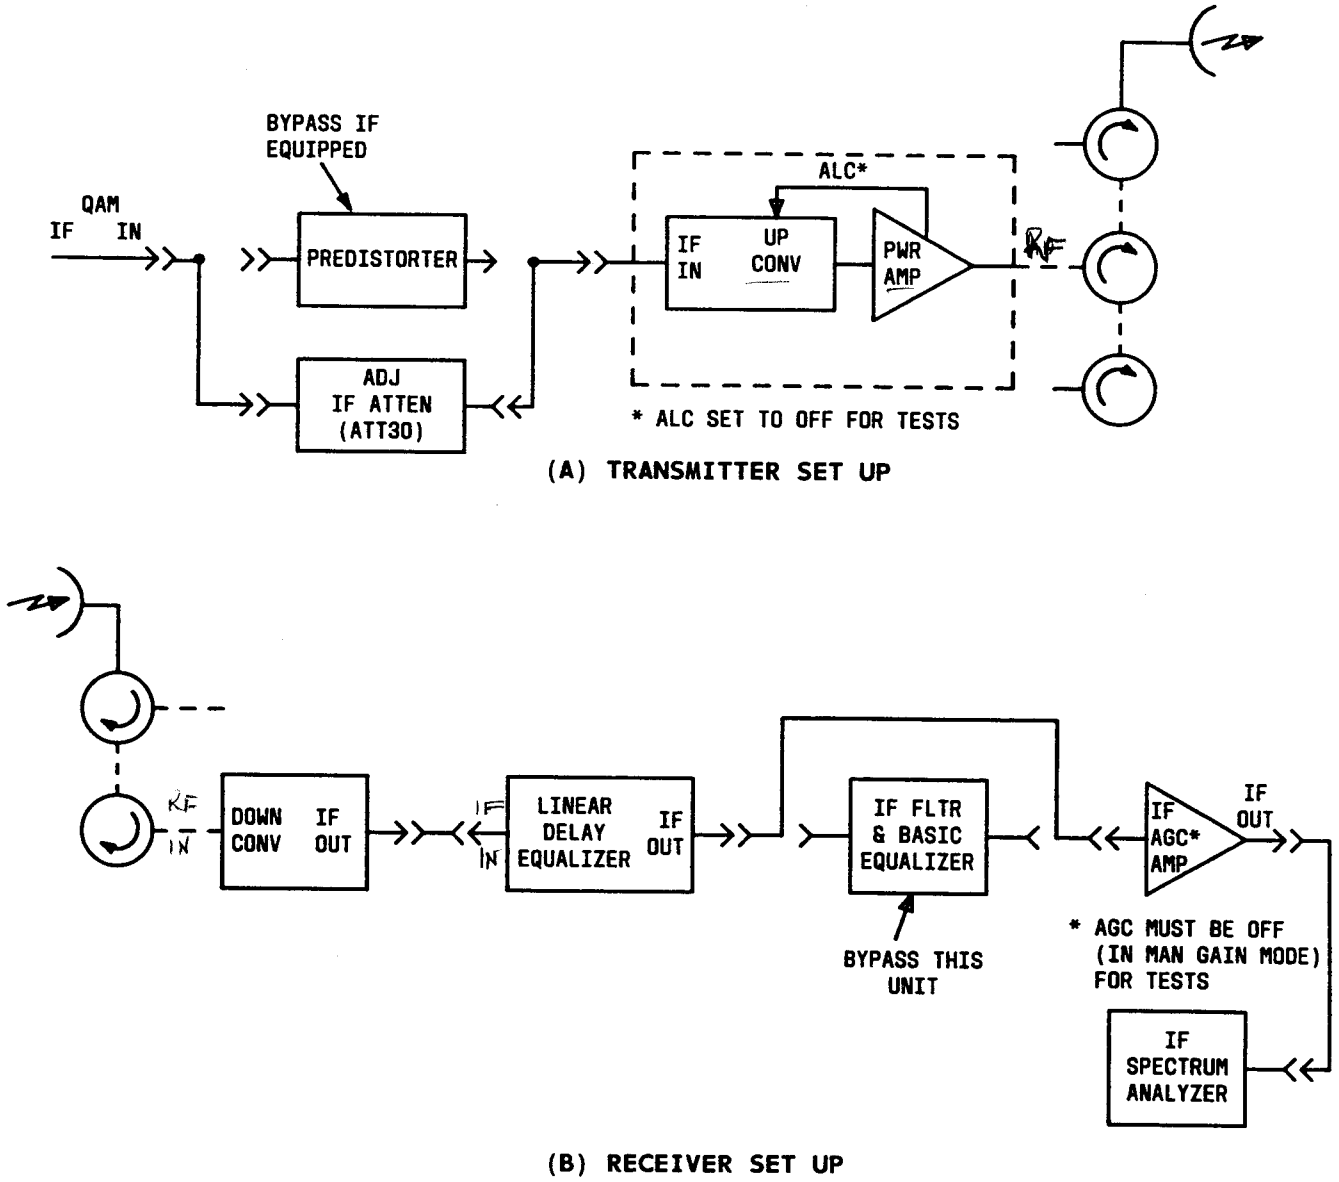 BYPASS IF
EQUIPPED
QAM
IF IN
PREDISTORTER
ADJ
IF ATTEN
(ATT30)
ALC*
IF
IN
UP
CONV
PWR
AMP
RF
* ALC SET TO OFF FOR TESTS
(A) TRANSMITTER SET UP
RF
IN
DOWN
CONV
IF
OUT
IF
IN
LINEAR
DELAY
EQUALIZER
IF
OUT
IF FLTR
& BASIC
EQUALIZER
BYPASS THIS
UNIT
IF
AGC*
AMP
IF
OUT
* AGC MUST BE OFF
(IN MAN GAIN MODE)
FOR TESTS
IF
SPECTRUM
ANALYZER
(B) RECEIVER SET UP